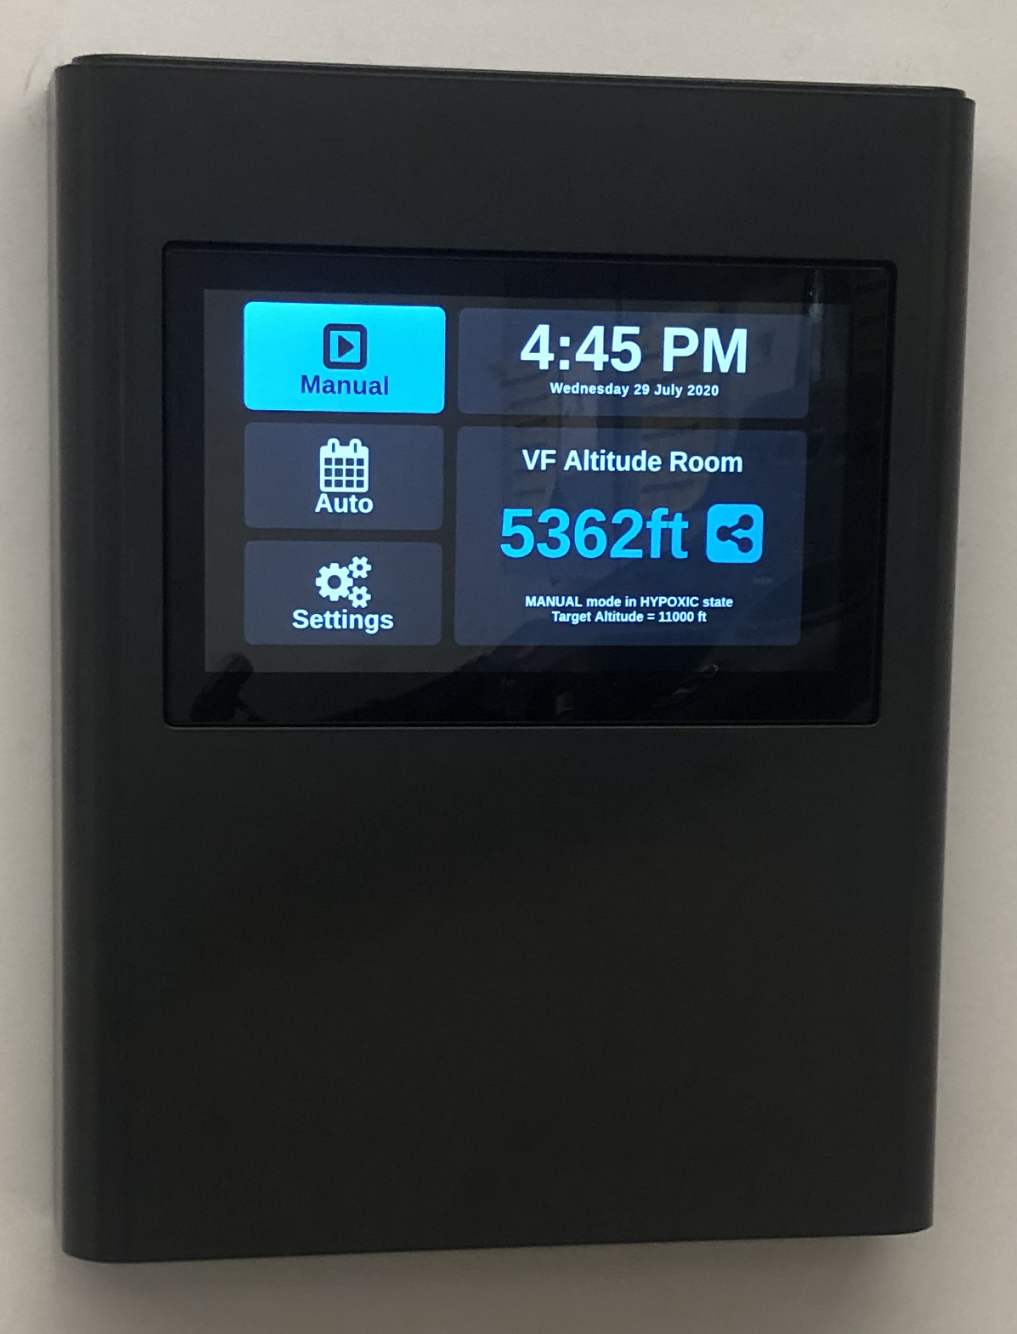 Manual
4:45 PM
Wednesday 29 July 2020
Auto
VF Altitude Room
5362ft
Settings
MANUAL mode in HYPOXIC state
Target Altitude = 11000 ft